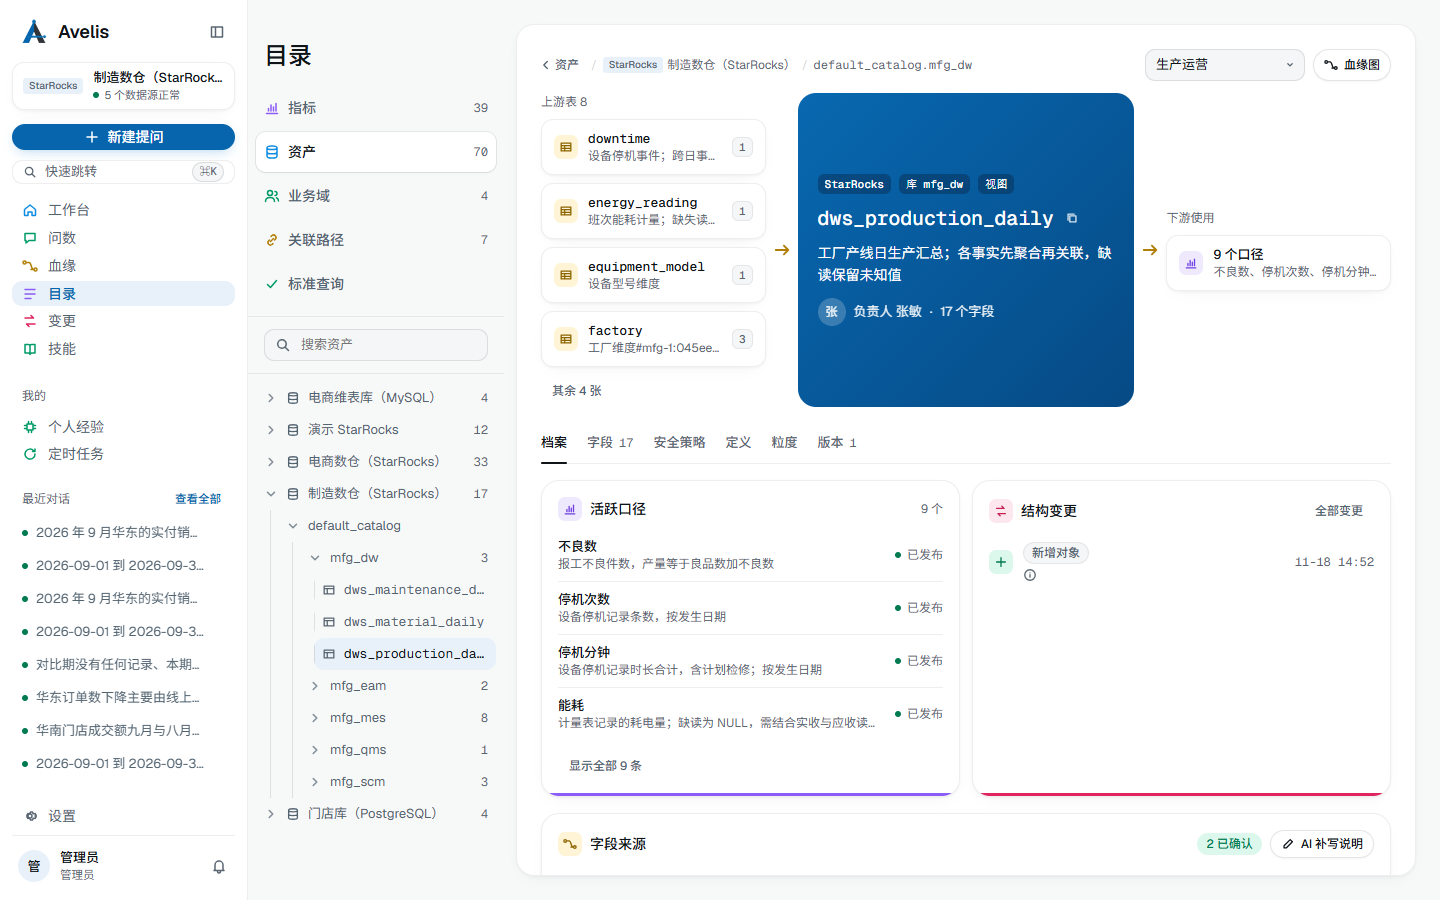 Avelis
StarRocks
制造数仓（StarRock...
5 个数据源正常
新建提问
快速跳转
⌘K
工作台
问数
血缘
目录
变更
技能
我的
个人经验
定时任务
最近对话
查看全部
2026 年 9 月华东的实付销...
2026-09-01 到 2026-09-3...
2026 年 9 月华东的实付销...
2026-09-01 到 2026-09-3...
对比期没有任何记录、本期...
华东订单数下降主要由线上...
华南门店成交额九月与八月...
2026-09-01 到 2026-09-3...
设置
管
管理员
管理员
目录
指标 39
资产 70
业务域 4
关联路径 7
标准查询
搜索资产
电商维表库（MySQL） 4
演示 StarRocks 12
电商数仓（StarRocks） 33
制造数仓（StarRocks） 17
default_catalog
mfg_dw 3
dws_maintenance_d...
dws_material_daily
dws_production_da...
mfg_eam 2
mfg_mes 8
mfg_qms 1
mfg_scm 3
门店库（PostgreSQL） 4
资产 / StarRocks 制造数仓（StarRocks） / default_catalog.mfg_dw
生产运营
血缘图
上游表 8
downtime
设备停机事件；跨日事...
1
energy_reading
班次能耗计量；缺失读...
1
equipment_model
设备型号维度
1
factory
工厂维度#mfg-1:045ee...
3
其余 4 张
StarRocks 库 mfg_dw 视图
dws_production_daily
工厂产线日生产汇总；各事实先聚合再关联，缺
读保留未知值
张 负责人 张敏 · 17 个字段
下游使用
9 个口径
不良数、停机次数、停机分钟...
档案 字段 17 安全策略 定义 粒度 版本 1
活跃口径 9 个
不良数
报工不良件数，产量等于良品数加不良数
已发布
停机次数
设备停机记录条数，按发生日期
已发布
停机分钟
设备停机记录时长合计，含计划检修；按发生日期
已发布
能耗
计量表记录的耗电量；缺读为 NULL，需结合实收与应收读...
已发布
显示全部 9 条
结构变更 全部变更
新增对象
11-18 14:52
字段来源
2 已确认
AI 补写说明